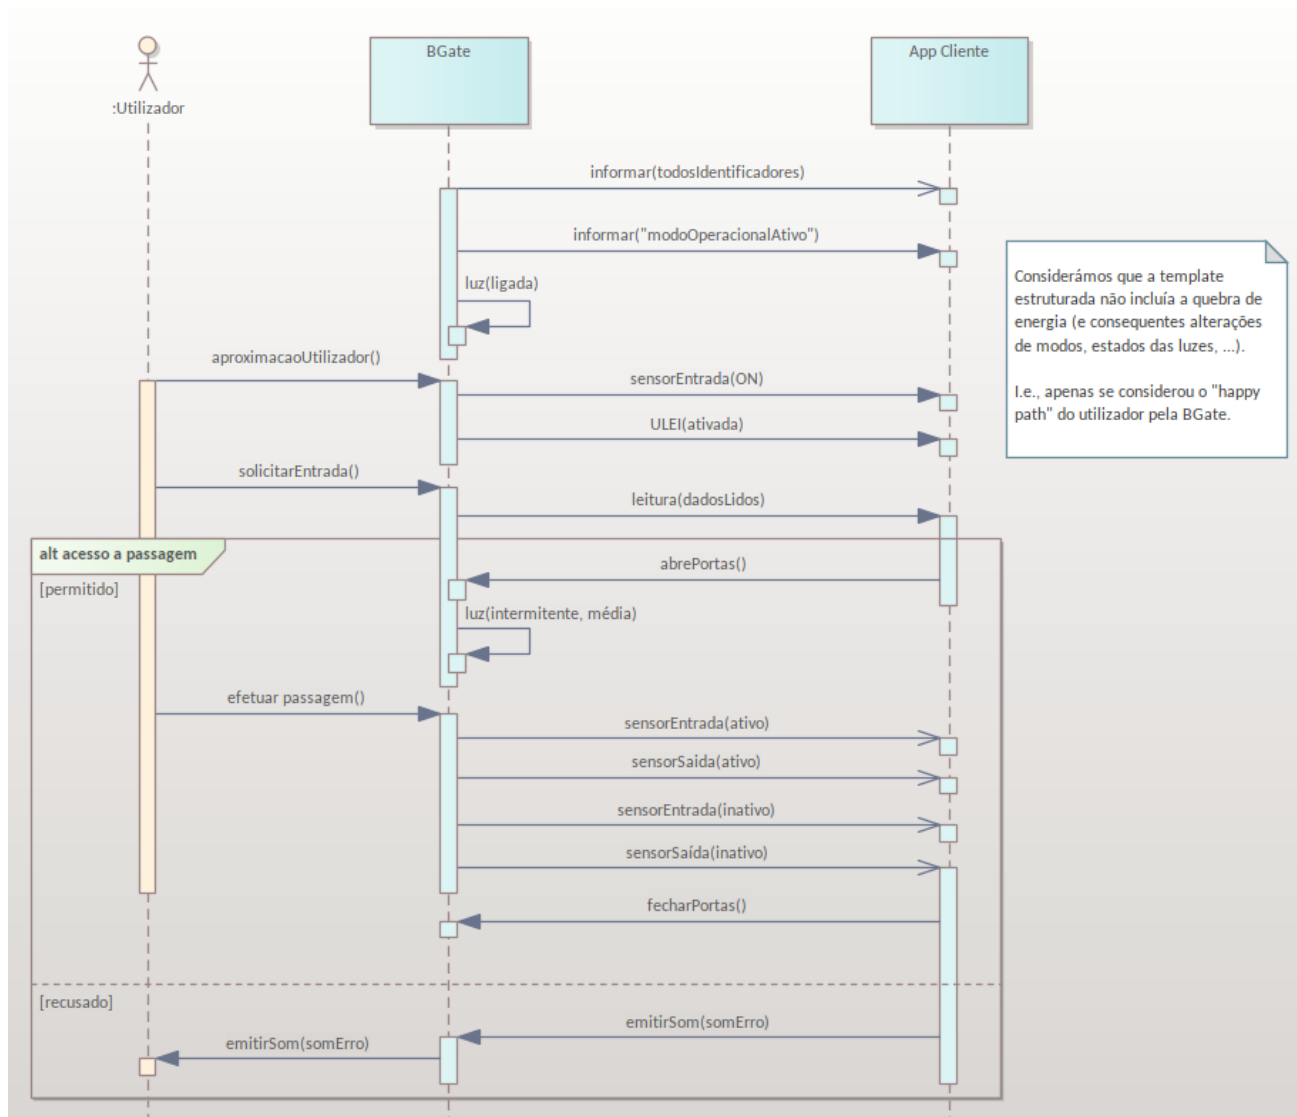 BGate
App Cliente
:Utilizador
informar(todosIdentificadores)
informar("modoOperacionalAtivo")
luz(ligada)
Considerámos que a template
estruturada não incluía a quebra de
energia (e consequentes alterações
de modos, estados das luzes, ...).
I.e., apenas se considerou o "happy
path" do utilizador pela BGate.
aproximacaoUtilizador()
sensorEntrada(ON)
ULEI(ativada)
solicitarEntrada()
leitura(dadosLidos)
alt acesso a passagem
[permitido]
abrePortas()
luz(intermitente, média)
efetuar passagem()
sensorEntrada(ativo)
sensorSaida(ativo)
sensorEntrada(inativo)
sensorSaída(inativo)
fecharPortas()
[recusado]
emitirSom(somErro)
emitirSom(somErro)